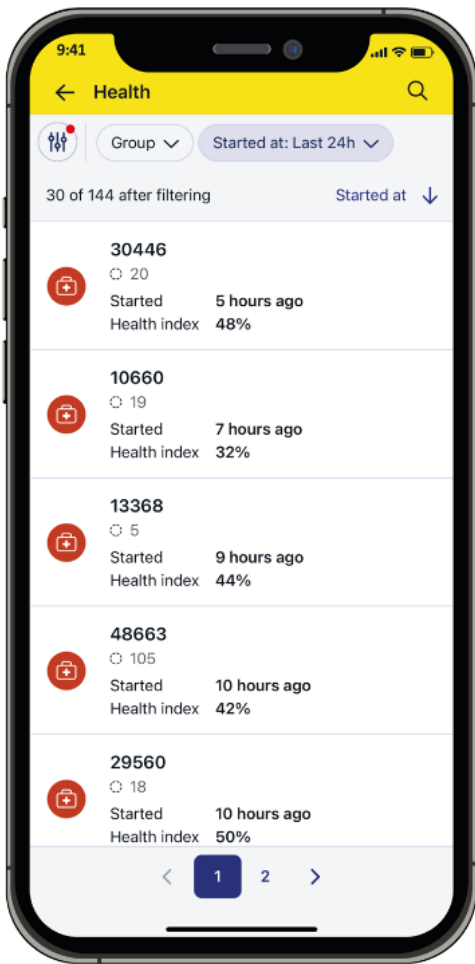 9:41
Health
Group
Started at: Last 24h
30 of 144 after filtering
Started at
30446
20
Started 5 hours ago
Health index 48%
10660
19
Started 7 hours ago
Health index 32%
13368
5
Started 9 hours ago
Health index 44%
48663
105
Started 10 hours ago
Health index 42%
29560
18
Started 10 hours ago
Health index 50%
1 2